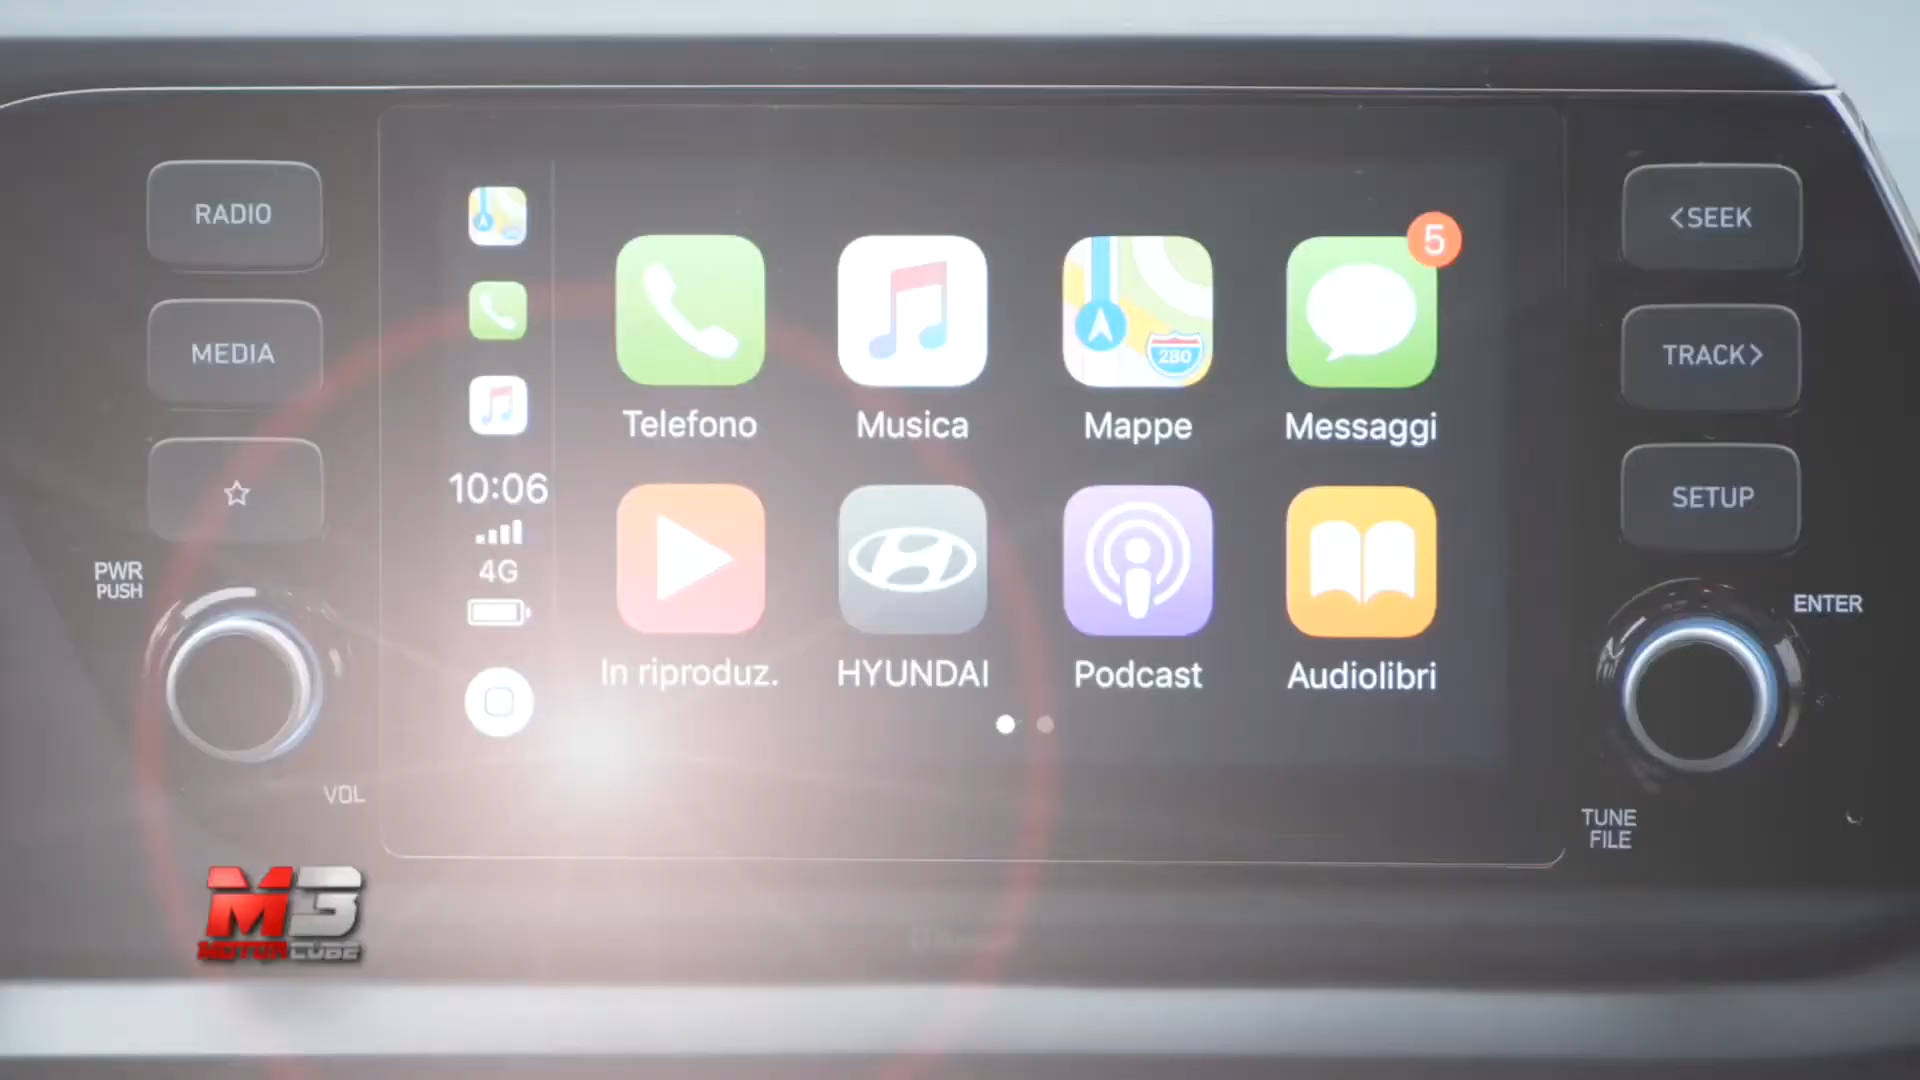 RADIO
MEDIA
PWR
PUSH
VOL
10:06
4G
280
5
Telefono
Musica
Mappe
Messaggi
In riproduz.
HYUNDAI
Podcast
Audiolibri
<SEEK
TRACK>
SETUP
ENTER
TUNE
FILE
M3
MOTORCUBE